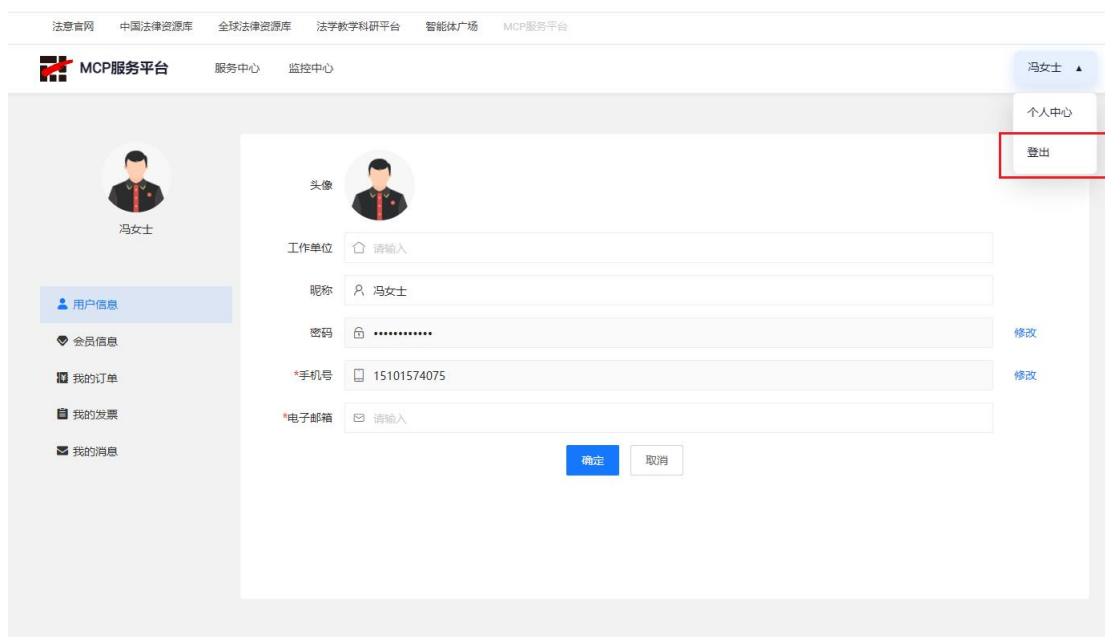 法意官网 中国法律资源库 全球法律资源库 法学教学科研平台 智能体广场 MCP服务平台
MCP服务平台 服务中心 监控中心 冯女士
个人中心
登出
冯女士
用户信息
会员信息
我的订单
我的发票
我的消息
头像
工作单位 请输入
昵称 冯女士
密码 •••••••••••• 修改
*手机号 15101574075 修改
*电子邮箱 请输入
确定 取消